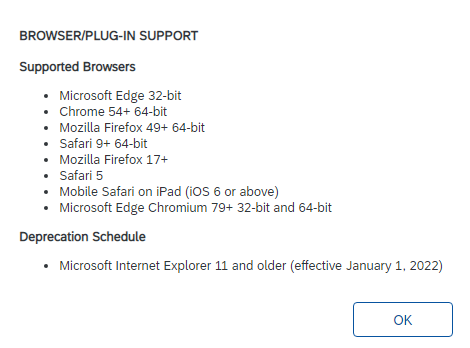 BROWSER/PLUG-IN SUPPORT
Supported Browsers
• Microsoft Edge 32-bit
• Chrome 54+ 64-bit
• Mozilla Firefox 49+ 64-bit
• Safari 9+ 64-bit
• Mozilla Firefox 17+
• Safari 5
• Mobile Safari on iPad (iOS 6 or above)
• Microsoft Edge Chromium 79+ 32-bit and 64-bit
Deprecation Schedule
• Microsoft Internet Explorer 11 and older (effective January 1, 2022)
OK